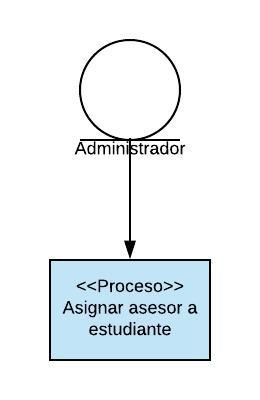 Administrador
<<Proceso>>
Asignar asesor a
estudiante